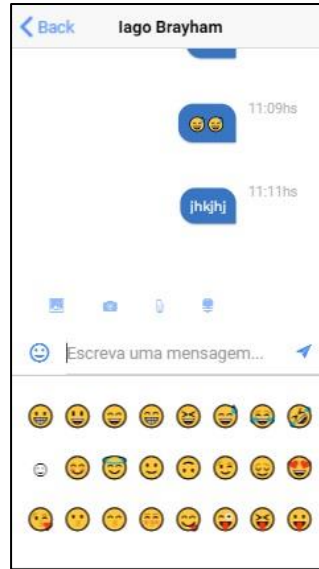 Back Iago Brayham
11:09hs
11:11hs
jhkjhj
Escreva uma mensagem...